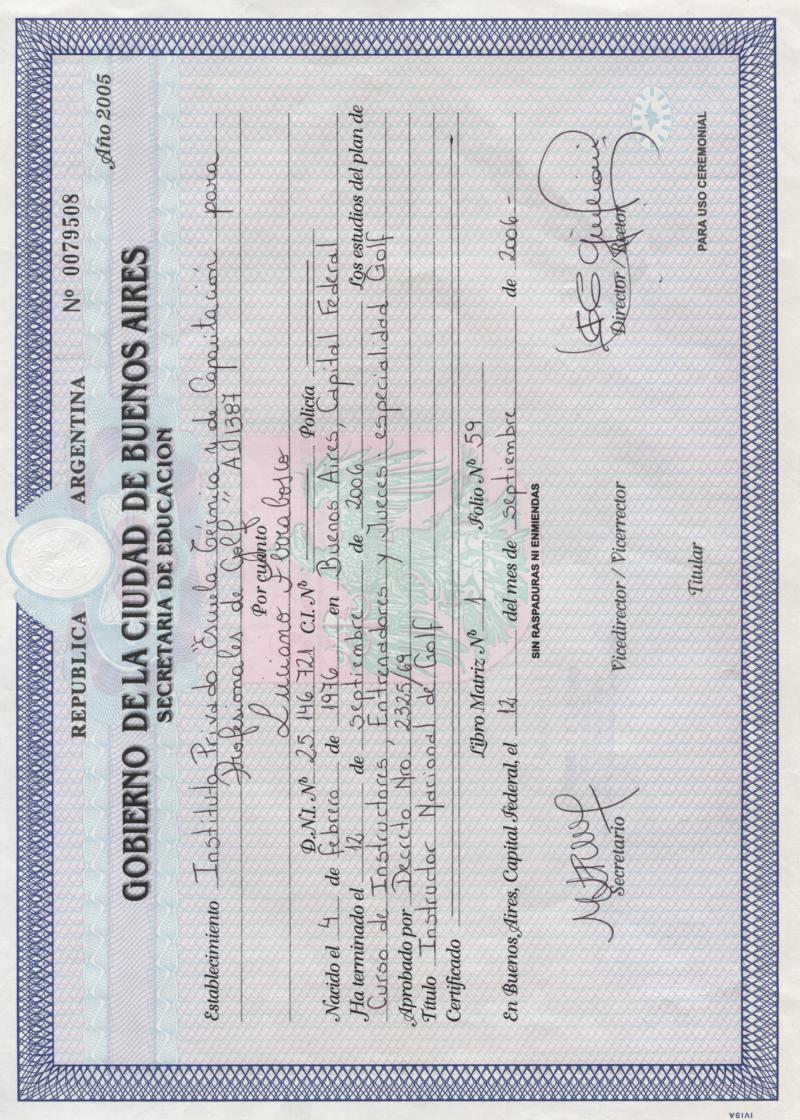 REPUBLICA ARGENTINA Nº 0079508
GOBIERNO DE LA CIUDAD DE BUENOS AIRES Año 2005
SECRETARIA DE EDUCACION
Establecimiento Instituto Privado "Escuela Técnica y de Capacitación para
Profesionales de Golf" A-1387
Por cuanto
Luciano
D.N.I. Nº 25 146 721 C.I. Nº Policía
Nacido el 4 de febrero de 1976 en Buenos Aires, Capital Federal
Ha terminado el 12 de septiembre de 2006 Los estudios del plan de
Curso de Instructores, Entrenadores y Jueces: especialidad Golf
Aprobado por Decreto Nro. 2325/69
Título Instructor Nacional de Golf
Certificado
Libro Matriz Nº 1 Folio Nº 59
En Buenos Aires, Capital Federal, el 12 del mes de septiembre de 2006.-
SIN RASPADURAS NI ENMIENDAS
Secretario Vicedirector / Vicerrector Director / Rector
Titular
PARA USO CEREMONIAL
IVISA